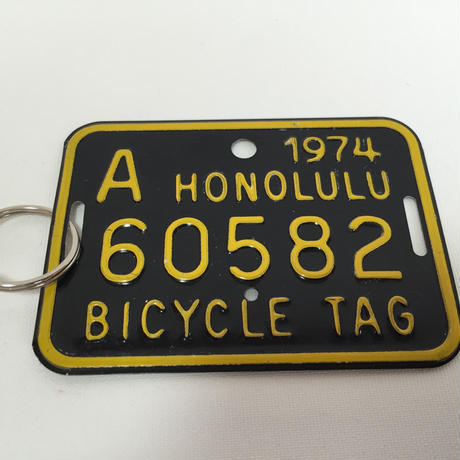 A 1974
HONOLULU
60582
BICYCLE TAG